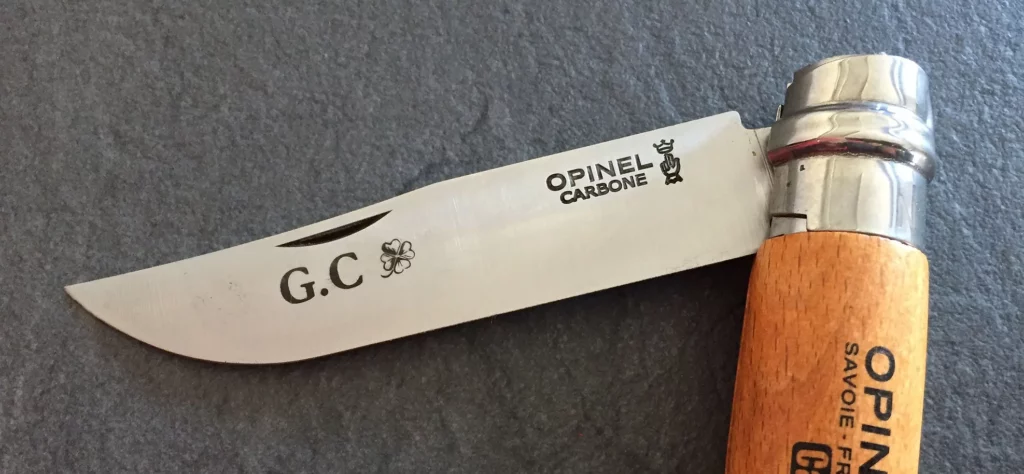 OPINEL
CARBONE
G.C
OPIN
SAVOIE - FR